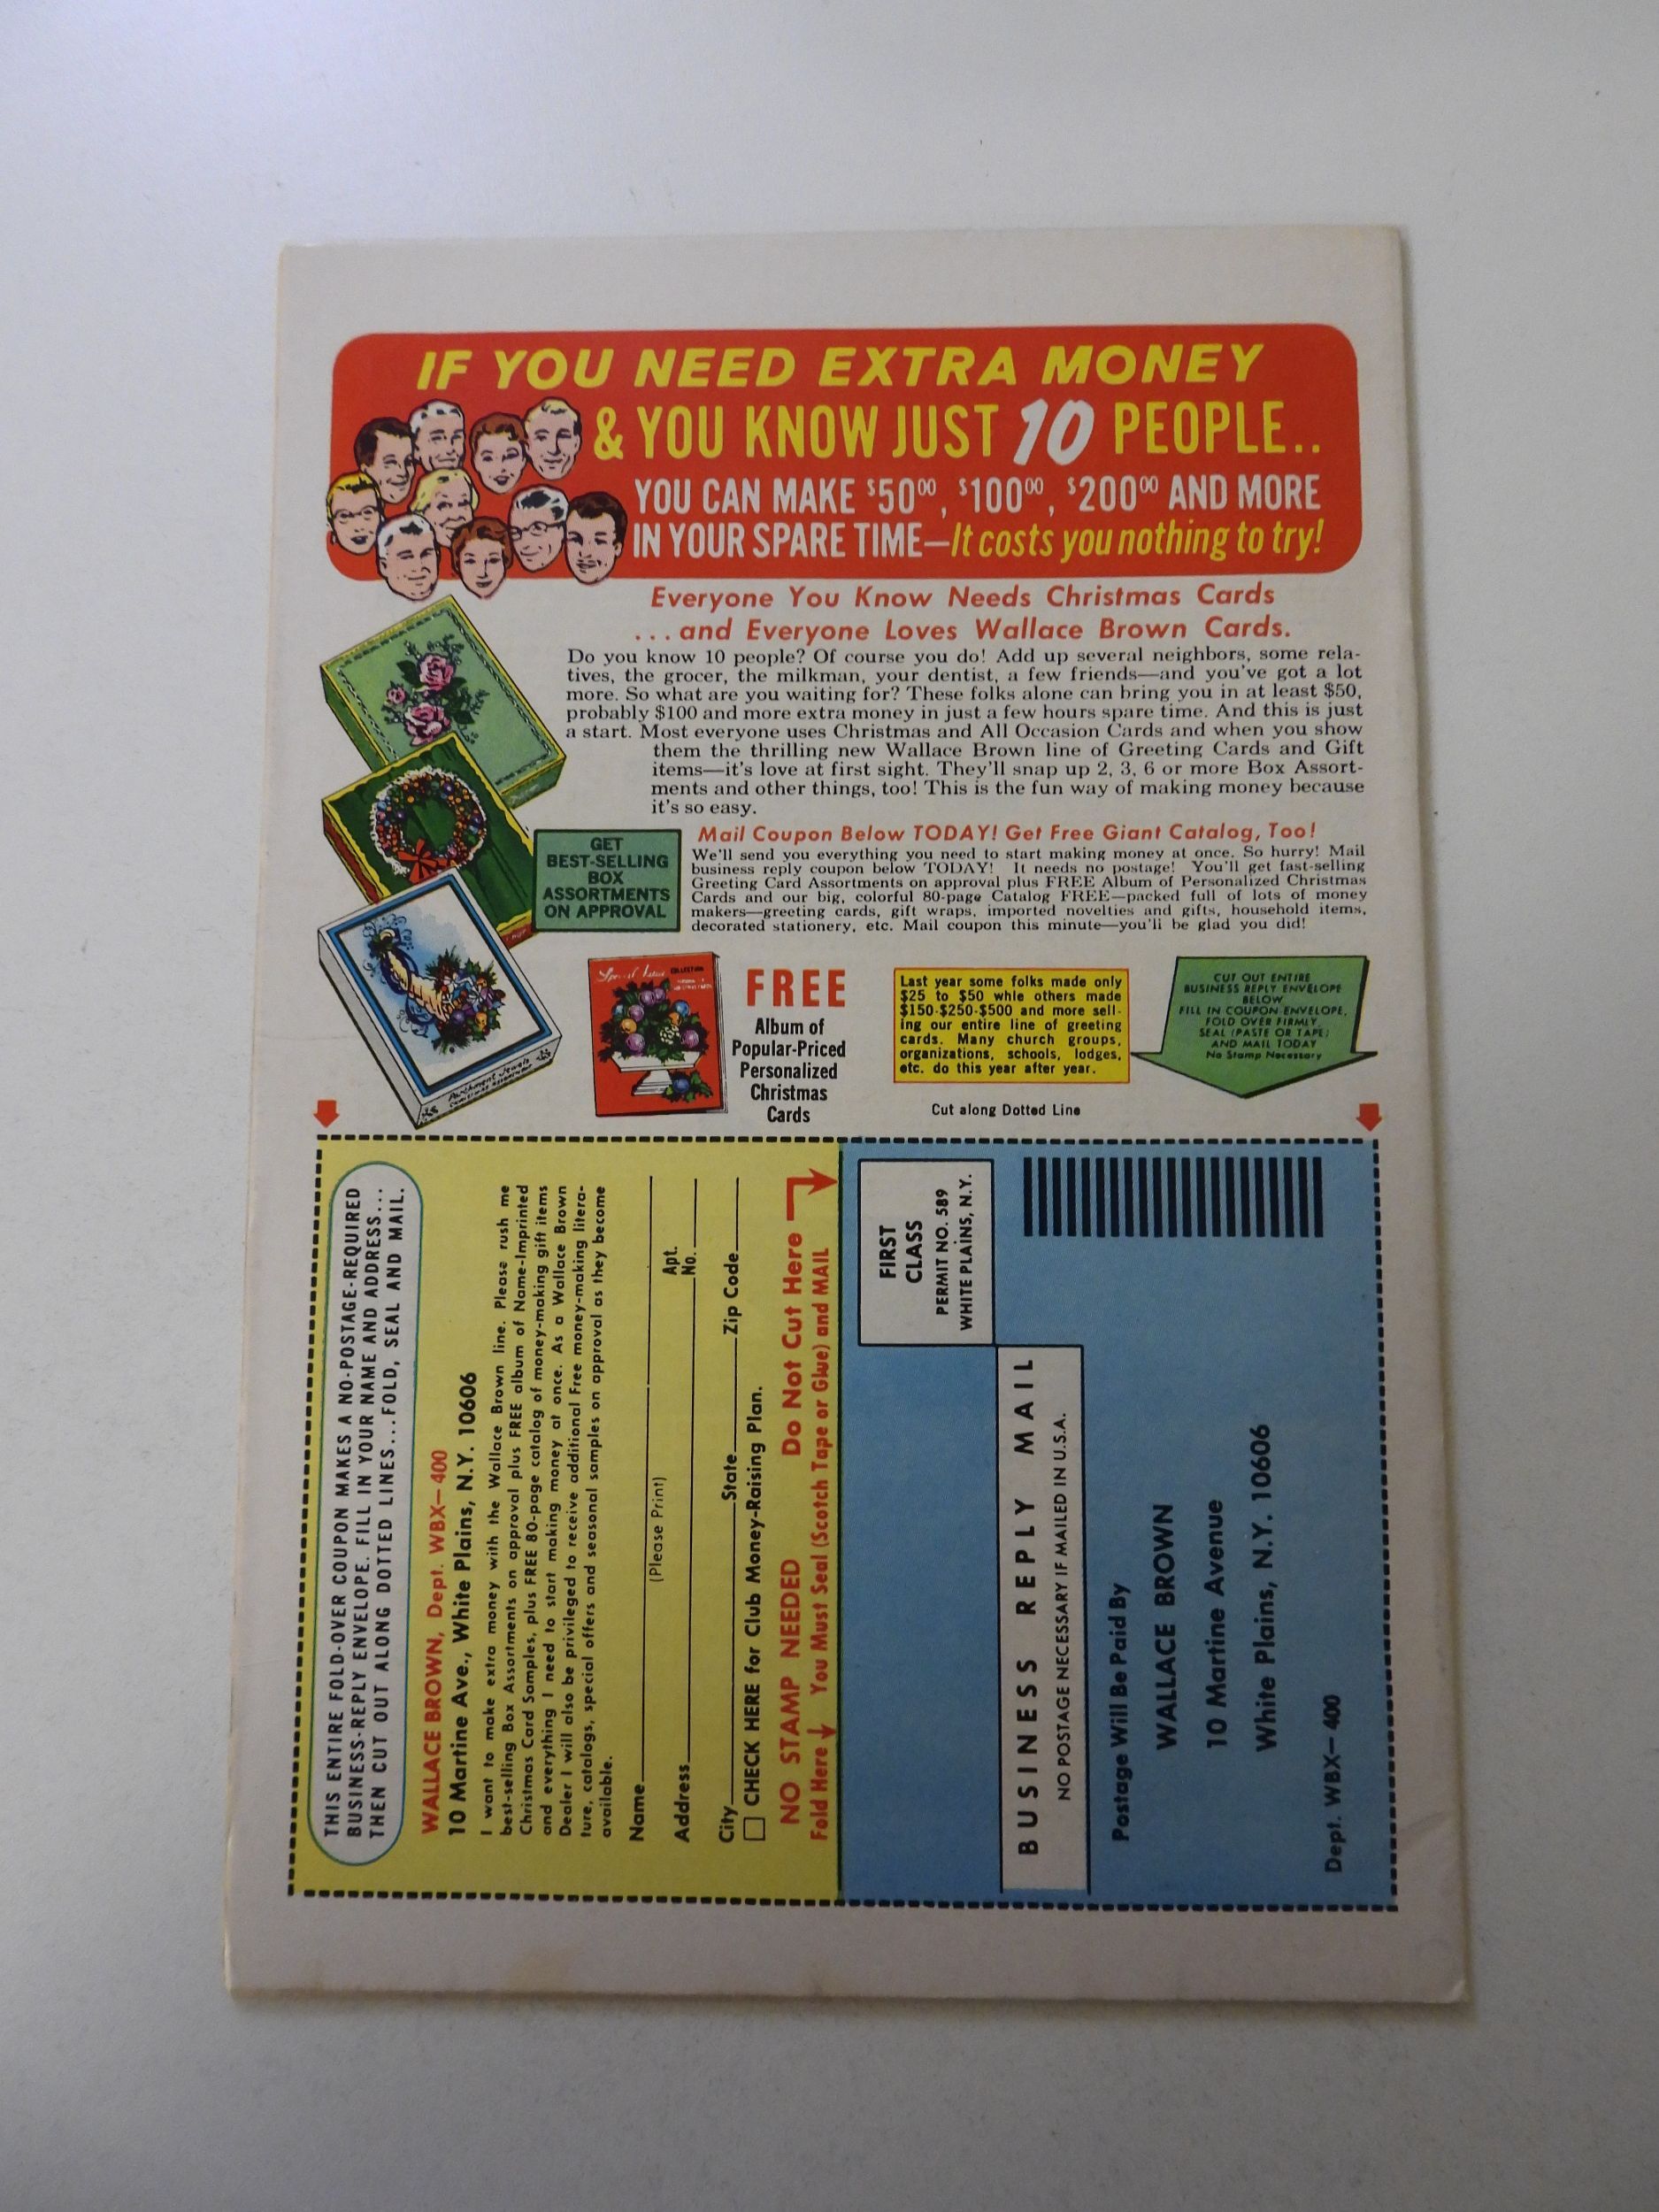 IF YOU NEED EXTRA MONEY
& YOU KNOW JUST 10 PEOPLE..
YOU CAN MAKE $50⁰⁰, $100⁰⁰, $200⁰⁰ AND MORE
IN YOUR SPARE TIME—It costs you nothing to try!
Everyone You Know Needs Christmas Cards
...and Everyone Loves Wallace Brown Cards.
Do you know 10 people? Of course you do! Add up several neighbors, some rela-
tives, the grocer, the milkman, your dentist, a few friends—and you've got a lot
more. So what are you waiting for? These folks alone can bring you in at least $50,
probably $100 and more extra money in just a few hours spare time. And this is just
a start. Most everyone uses Christmas and All Occasion Cards and when you show
them the thrilling new Wallace Brown line of Greeting Cards and Gift
items—it's love at first sight. They'll snap up 2, 3, 6 or more Box Assort-
ments and other things, too! This is the fun way of making money because
it's so easy.
GET
BEST-SELLING
BOX
ASSORTMENTS
ON APPROVAL
Mail Coupon Below TODAY! Get Free Giant Catalog, Too!
We'll send you everything you need to start making money at once. So hurry! Mail
business reply coupon below TODAY! It needs no postage! You'll get fast-selling
Greeting Card Assortments on approval plus FREE Album of Personalized Christmas
Cards and our big, colorful 80-page Catalog FREE—packed full of lots of money
makers—greeting cards, gift wraps, imported novelties and gifts, household items,
decorated stationery, etc. Mail coupon this minute—you'll be glad you did!
COLLECTION
FREE
Album of
Popular-Priced
Personalized
Christmas
Cards
Last year some folks made only
$25 to $50 whle others made
$150-$250-$500 and more sell-
ing our entire line of greeting
cards. Many church groups,
organizations, schools, lodges,
etc. do this year after year.
CUT OUT ENTIRE
BUSINESS REPLY ENVELOPE
BELOW
FILL IN COUPON-ENVELOPE,
FOLD OVER FIRMLY
SEAL (PASTE OR TAPE)
AND MAIL TODAY
No Stamp Necessary
Cut along Dotted Line
THIS ENTIRE FOLD-OVER COUPON MAKES A NO-POSTAGE-REQUIRED
BUSINESS-REPLY ENVELOPE. FILL IN YOUR NAME AND ADDRESS...
THEN CUT OUT ALONG DOTTED LINES...FOLD, SEAL AND MAIL.
WALLACE BROWN, Dept. WBX—400
10 Martine Ave., White Plains, N.Y. 10606
I want to make extra money with the Wallace Brown line. Please rush me
best-selling Box Assortments on approval plus FREE album of Name-Imprinted
Christmas Card Samples, plus FREE 80-page catalog of money-making gift items
and everything I need to start making money at once. As a Wallace Brown
Dealer I will also be privileged to receive additional Free money-making litera-
ture, catalogs, special offers and seasonal samples on approval as they become
available.
Name
(Please Print)
Address Apt. No.
City State Zip Code
CHECK HERE for Club Money-Raising Plan.
NO STAMP NEEDED Do Not Cut Here
Fold Here You Must Seal (Scotch Tape or Glue) and MAIL
FIRST
CLASS
PERMIT NO. 589
WHITE PLAINS, N.Y.
BUSINESS REPLY MAIL
NO POSTAGE NECESSARY IF MAILED IN U.S.A.
Postage Will Be Paid By
WALLACE BROWN
10 Martine Avenue
White Plains, N.Y. 10606
Dept. WBX—400